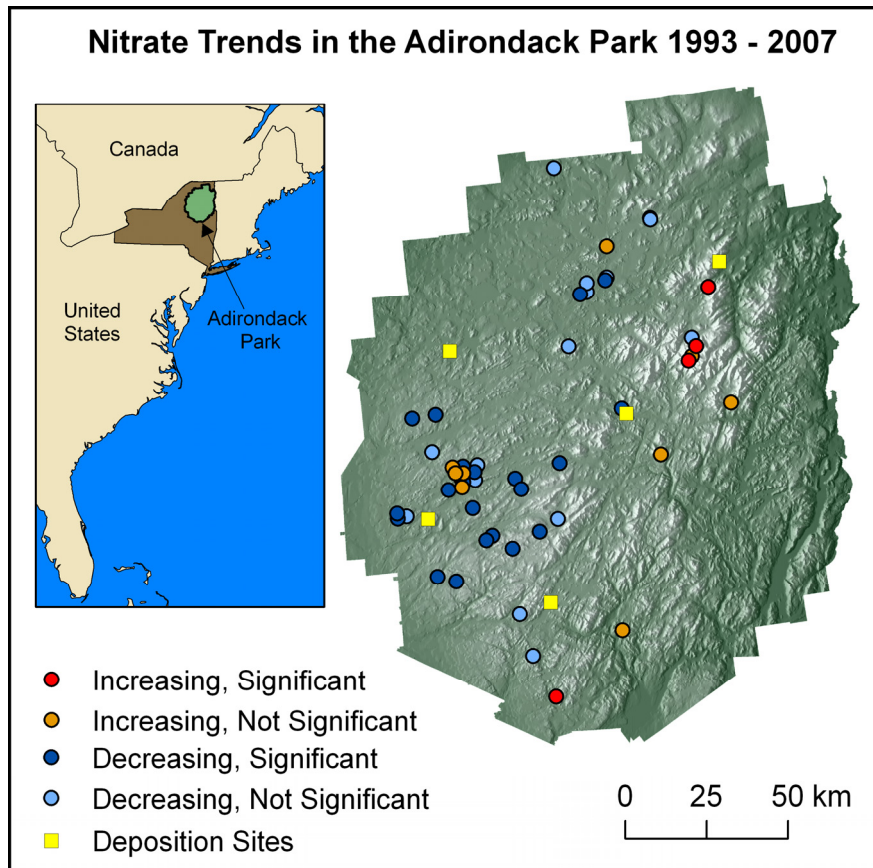 Nitrate Trends in the Adirondack Park 1993 - 2007
Canada
United
States
Adirondack
Park
Increasing, Significant
Increasing, Not Significant
Decreasing, Significant
Decreasing, Not Significant
Deposition Sites
0 25 50 km